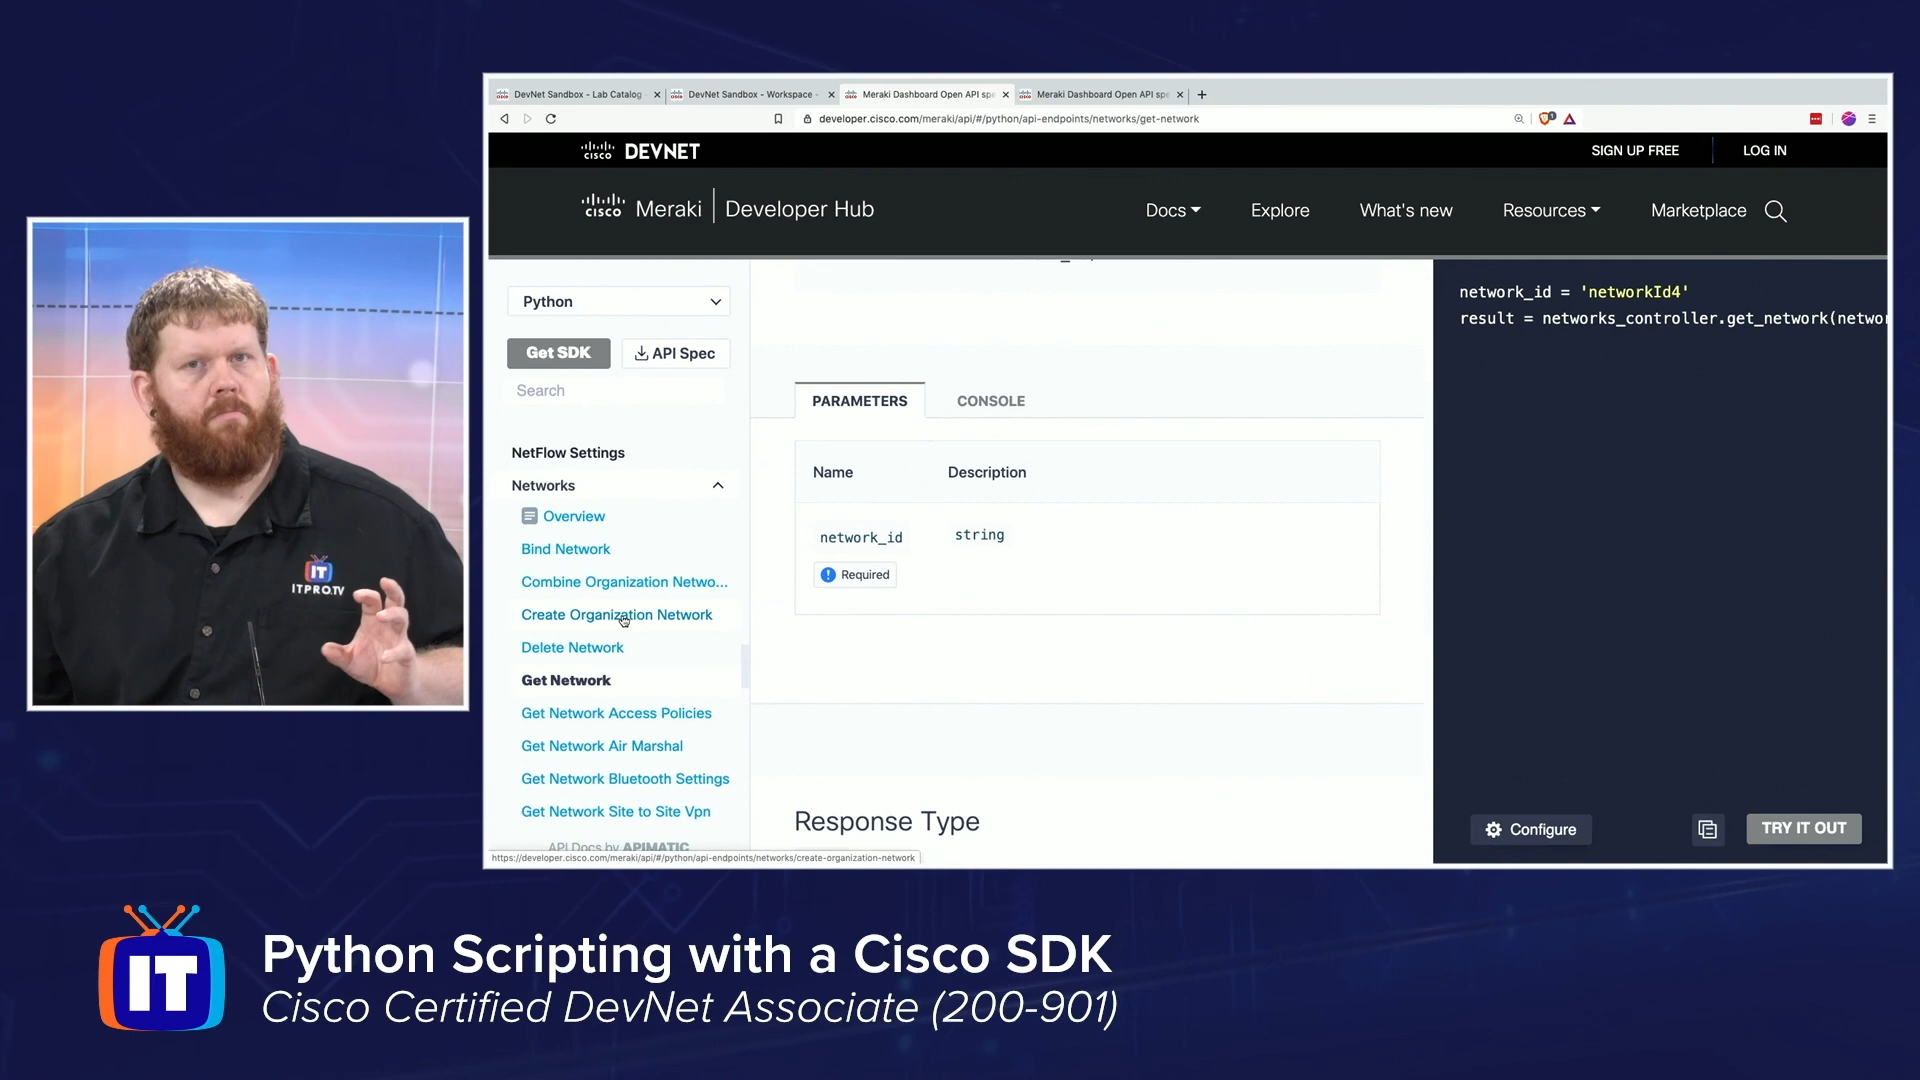 DevNet Sandbox - Lab Catalog
DevNet Sandbox - Workspace -
Meraki Dashboard Open API spe
Meraki Dashboard Open API spe
developer.cisco.com/meraki/api/#/python/api-endpoints/networks/get-network
CISCO DEVNET
SIGN UP FREE
LOG IN
CISCO Meraki | Developer Hub
Docs
Explore
What's new
Resources
Marketplace
Python
Get SDK
API Spec
Search
NetFlow Settings
Networks
Overview
Bind Network
Combine Organization Netwo...
Create Organization Network
Delete Network
Get Network
Get Network Access Policies
Get Network Air Marshal
Get Network Bluetooth Settings
Get Network Site to Site Vpn
API Docs by APIMATIC
https://developer.cisco.com/meraki/api/#/python/api-endpoints/networks/create-organization-network
PARAMETERS
CONSOLE
Name
Description
network_id
string
! Required
Response Type
network_id = 'networkId4'
result = networks_controller.get_network(networ
Configure
TRY IT OUT
IT
ITPRO.TV
IT
Python Scripting with a Cisco SDK
Cisco Certified DevNet Associate (200-901)